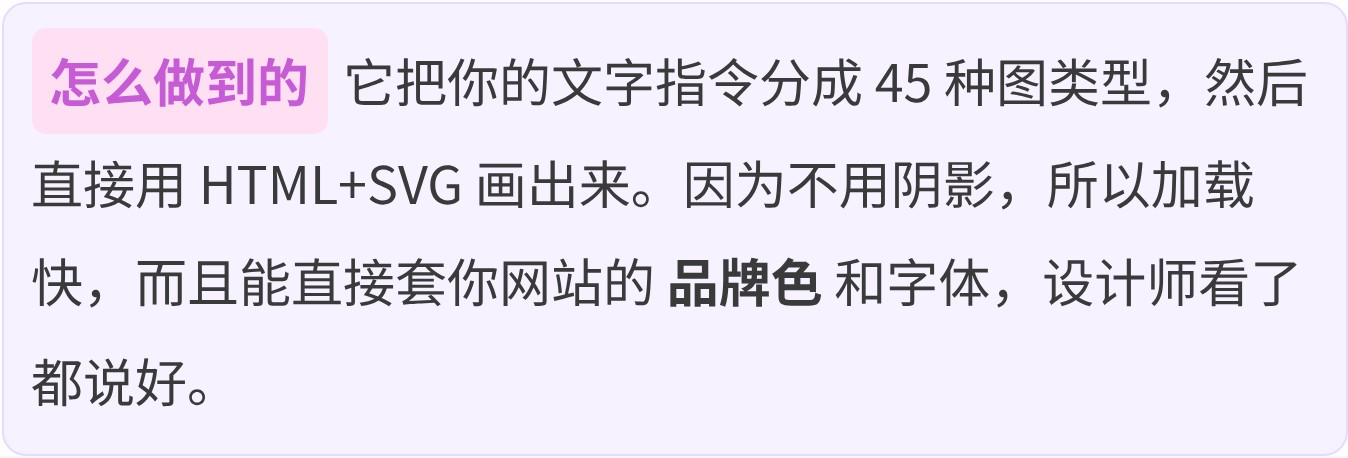 怎么做到的 它把你的文字指令分成 45 种图类型，然后
直接用 HTML+SVG 画出来。因为不用阴影，所以加载
快，而且能直接套你网站的 品牌色 和字体，设计师看了
都说好。